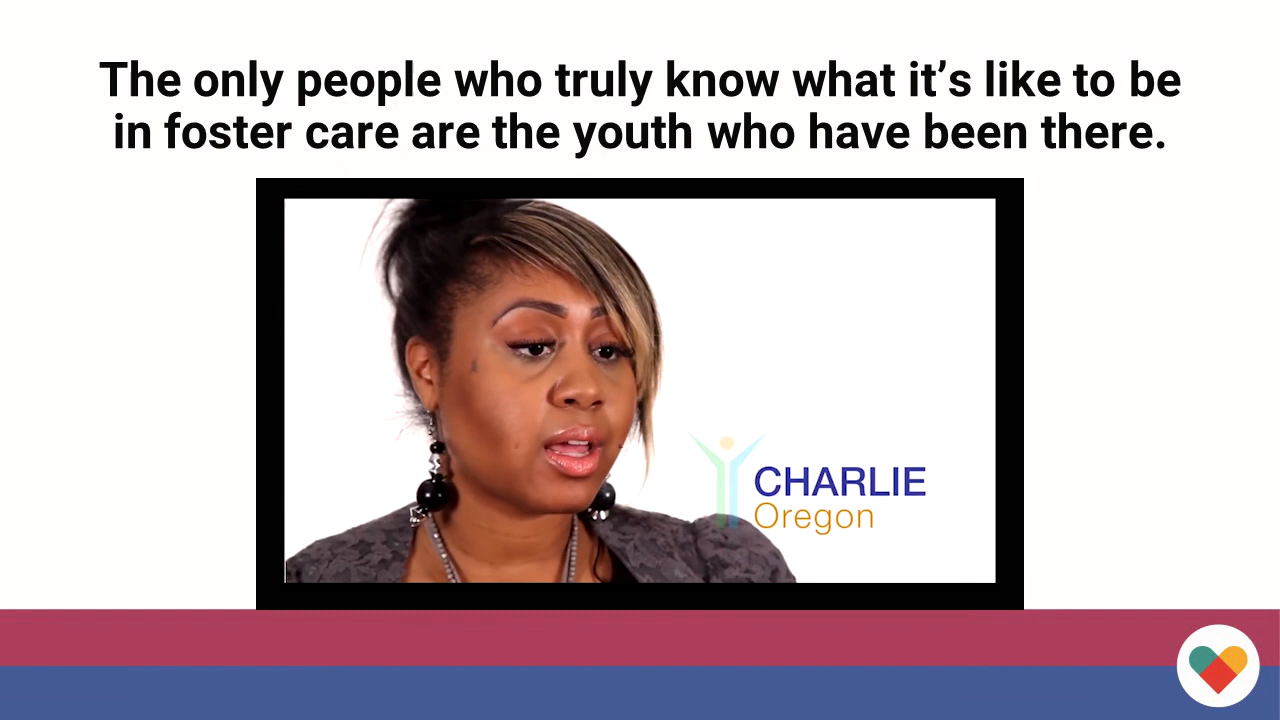 The only people who truly know what it’s like to be
in foster care are the youth who have been there.
CHARLIE
Oregon